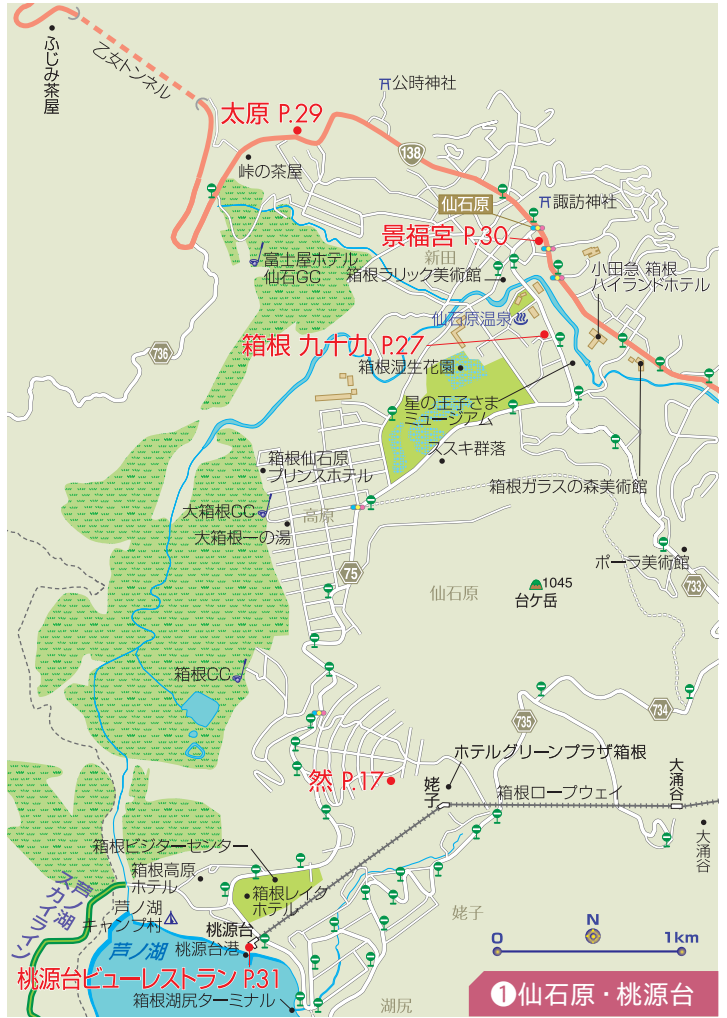 ふじみ茶屋
乙女トンネル
公時神社
太原 P.29
138
峠の茶屋
仙石原
諏訪神社
景福宮 P.30
新田
富士屋ホテル
仙石GC
箱根ラリック美術館
小田急 箱根
ハイランドホテル
仙石原温泉
箱根 九十九 P.27
736
箱根湿生花園
星の王子さま
ミュージアム
ススキ群落
箱根仙石原
プリンスホテル
箱根ガラスの森美術館
大箱根GC
高原
大箱根一の湯
ポーラ美術館
75
仙石原
1045
台ケ岳
733
箱根CC
734
735
ホテルグリーンプラザ箱根
然 P.17
姥子
箱根ロープウェイ
大涌谷
大涌谷
箱根ビジターセンター
箱根高原
ホテル
箱根レイク
ホテル
芦ノ湖
スカイライン
芦ノ湖
キャンプ村
姥子
桃源台
N
0
1km
芦ノ湖
桃源台港
桃源台ビューレストラン P.31
箱根湖尻ターミナル
湖尻
1仙石原・桃源台